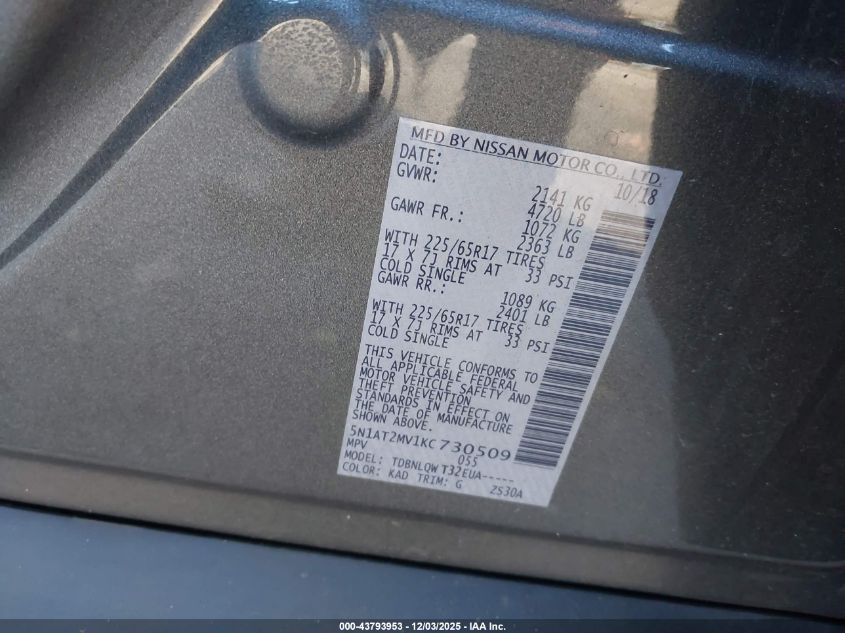 MFD BY NISSAN MOTOR CO., LTD.
DATE: 10/18
GVWR: 2141 KG
4720 LB
GAWR FR.: 1072 KG
2363 LB
WITH 225/65R17 TIRES
17 X 7J RIMS AT 33 PSI
COLD SINGLE
GAWR RR.: 1089 KG
2401 LB
WITH 225/65R17 TIRES
17 X 7J RIMS AT 33 PSI
COLD SINGLE
THIS VEHICLE CONFORMS TO
ALL APPLICABLE FEDERAL
MOTOR VEHICLE SAFETY AND
THEFT PREVENTION
STANDARDS IN EFFECT ON
THE DATE OF MANUFACTURE
SHOWN ABOVE.
5N1AT2MV1KC730509
MPV 055
MODEL: TDBNLQWT32EUA-----
COLOR: KAD TRIM: G ZS30A
000-43793953 - 12/03/2025 - IAA Inc.